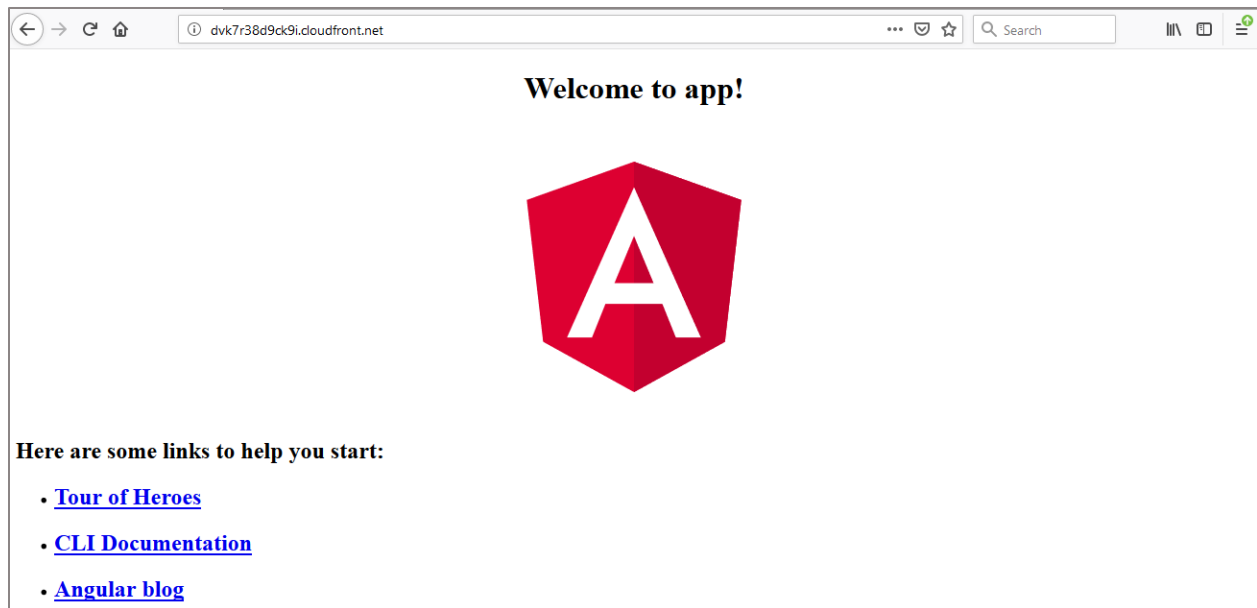 dvk7r38d9ck9i.cloudfront.net
Search
Welcome to app!
A
Here are some links to help you start:
Tour of Heroes
CLI Documentation
Angular blog